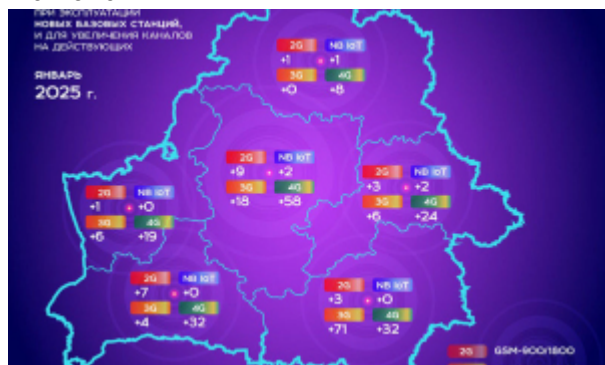 ПРИ ЭКСПЛУАТАЦИИ
НОВЫХ БАЗОВЫХ СТАНЦИЙ,
И ДЛЯ УВЕЛИЧЕНИЯ КАНАЛОВ
НА ДЕЙСТВУЮЩИХ
ЯНВАРЬ
2025 г.
2G NB IoT
+1 +1
3G 4G
+0 +8
2G NB IoT
+9 +2
3G 4G
+18 +58
2G NB IoT
+3 +2
3G 4G
+6 +24
2G NB IoT
+1 +0
3G 4G
+6 +19
2G NB IoT
+7 +0
3G 4G
+4 +32
2G NB IoT
+3 +0
3G 4G
+71 +32
2G GSM-900/1800